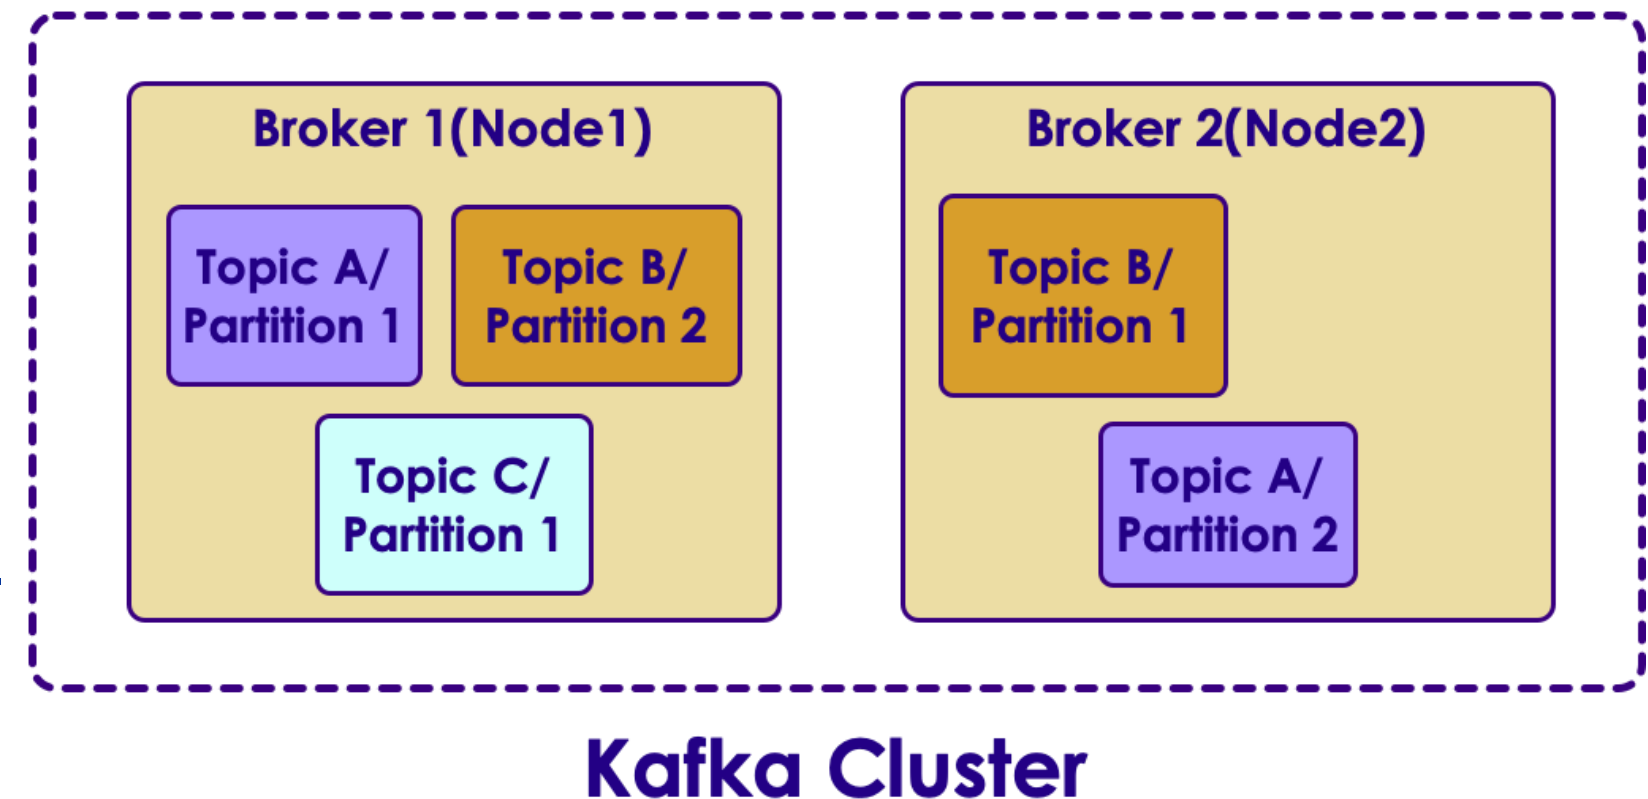 Broker 1(Node1)
Topic A/
Partition 1
Topic B/
Partition 2
Topic C/
Partition 1
Broker 2(Node2)
Topic B/
Partition 1
Topic A/
Partition 2
Kafka Cluster